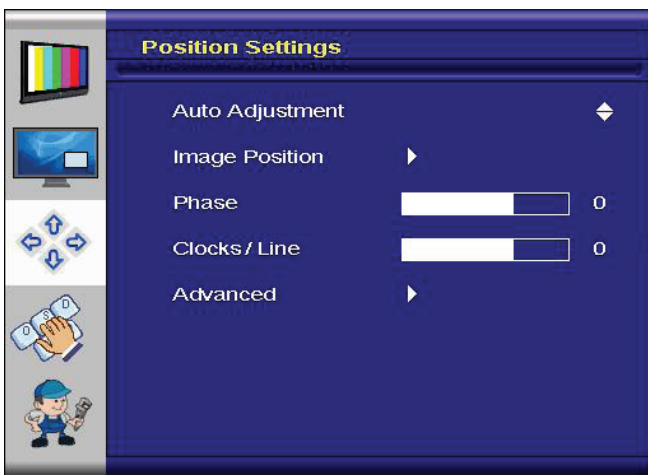 Position Settings
Auto Adjustment
Image Position
Phase 0
Clocks / Line 0
Advanced
O S D